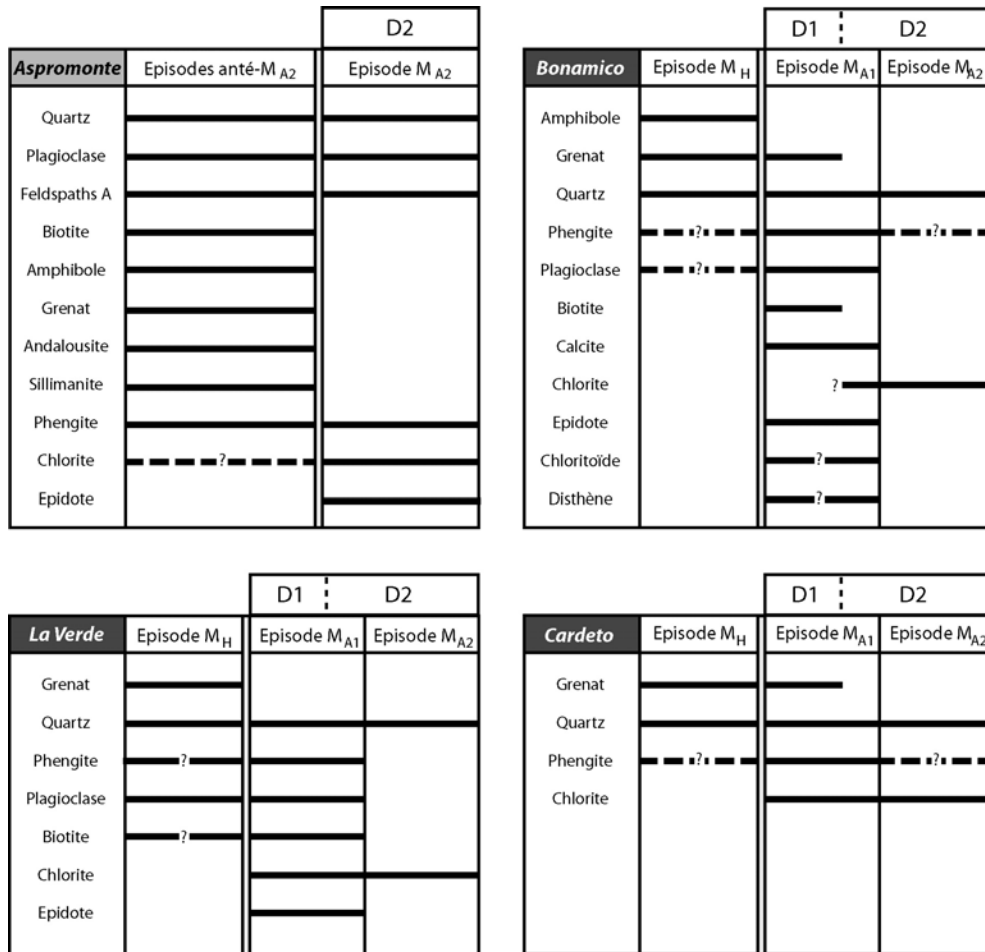 D2
Aspromonte Episodes anté-M A2 Episode M A2
Quartz
Plagioclase
Feldspaths A
Biotite
Amphibole
Grenat
Andalousite
Sillimanite
Phengite
Chlorite ?
Epidote
D1 D2
Bonamico Episode M H Episode M A1 Episode M A2
Amphibole
Grenat
Quartz
Phengite ? ?
Plagioclase ?
Biotite
Calcite
Chlorite ?
Epidote
Chloritoïde ?
Disthène ?
D1 D2
La Verde Episode M H Episode M A1 Episode M A2
Grenat
Quartz
Phengite ?
Plagioclase
Biotite ?
Chlorite
Epidote
D1 D2
Cardeto Episode M H Episode M A1 Episode M A2
Grenat
Quartz
Phengite ? ?
Chlorite